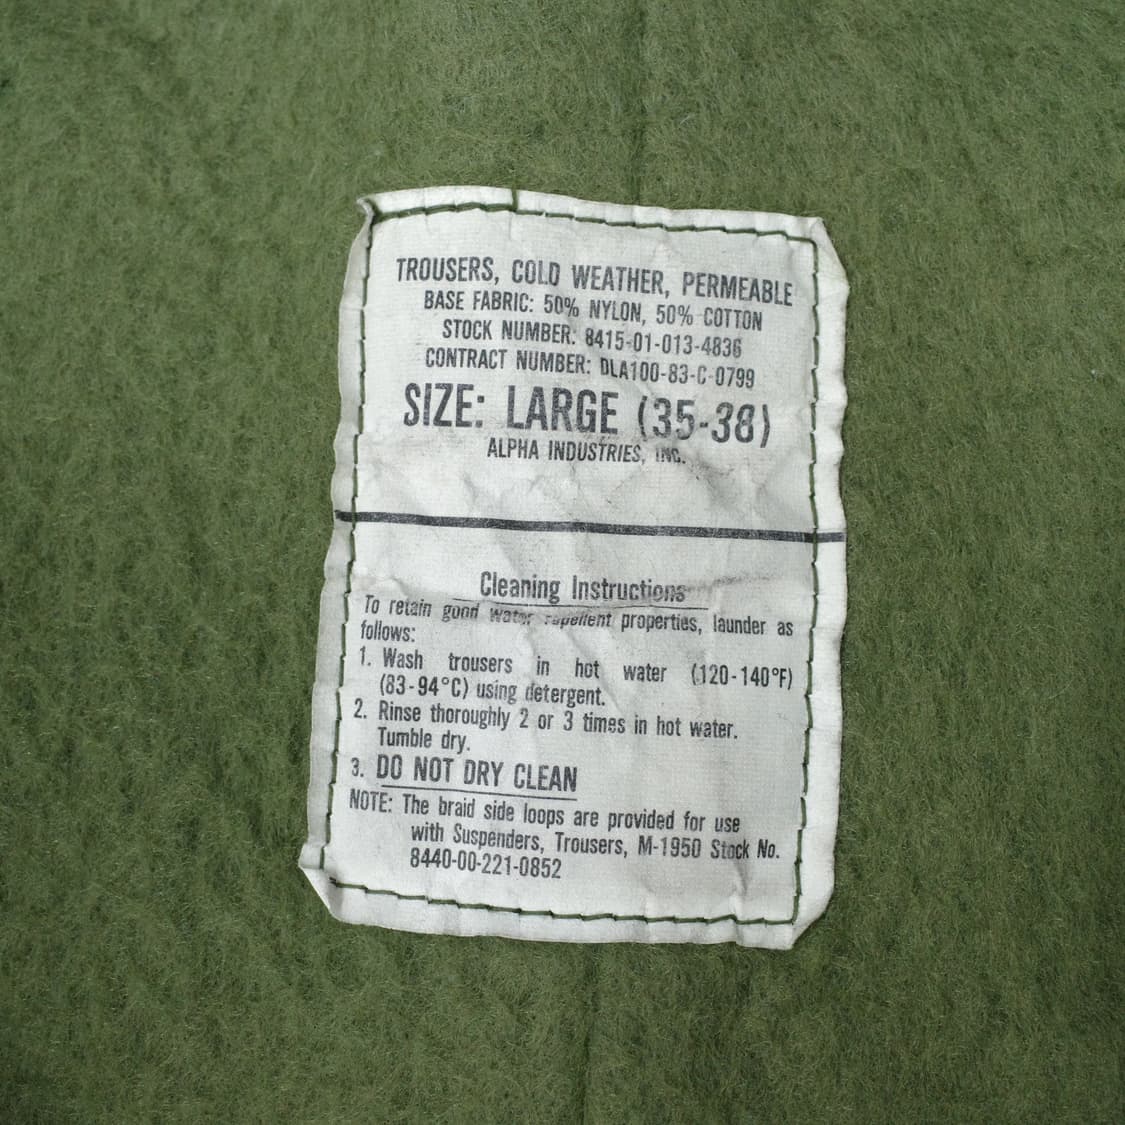 TROUSERS, COLD WEATHER, PERMEABLE
BASE FABRIC: 50% NYLON, 50% COTTON
STOCK NUMBER: 8415-01-013-4836
CONTRACT NUMBER: DLA100-83-C-0799
SIZE: LARGE (35-38)
ALPHA INDUSTRIES, INC.
Cleaning Instructions
To retain good water repellent properties, launder as
follows:
1. Wash trousers in hot water (120-140°F)
(83-94°C) using detergent.
2. Rinse thoroughly 2 or 3 times in hot water.
Tumble dry.
3. DO NOT DRY CLEAN
NOTE: The braid side loops are provided for use
with Suspenders, Trousers, M-1950 Stock No.
8440-00-221-0852